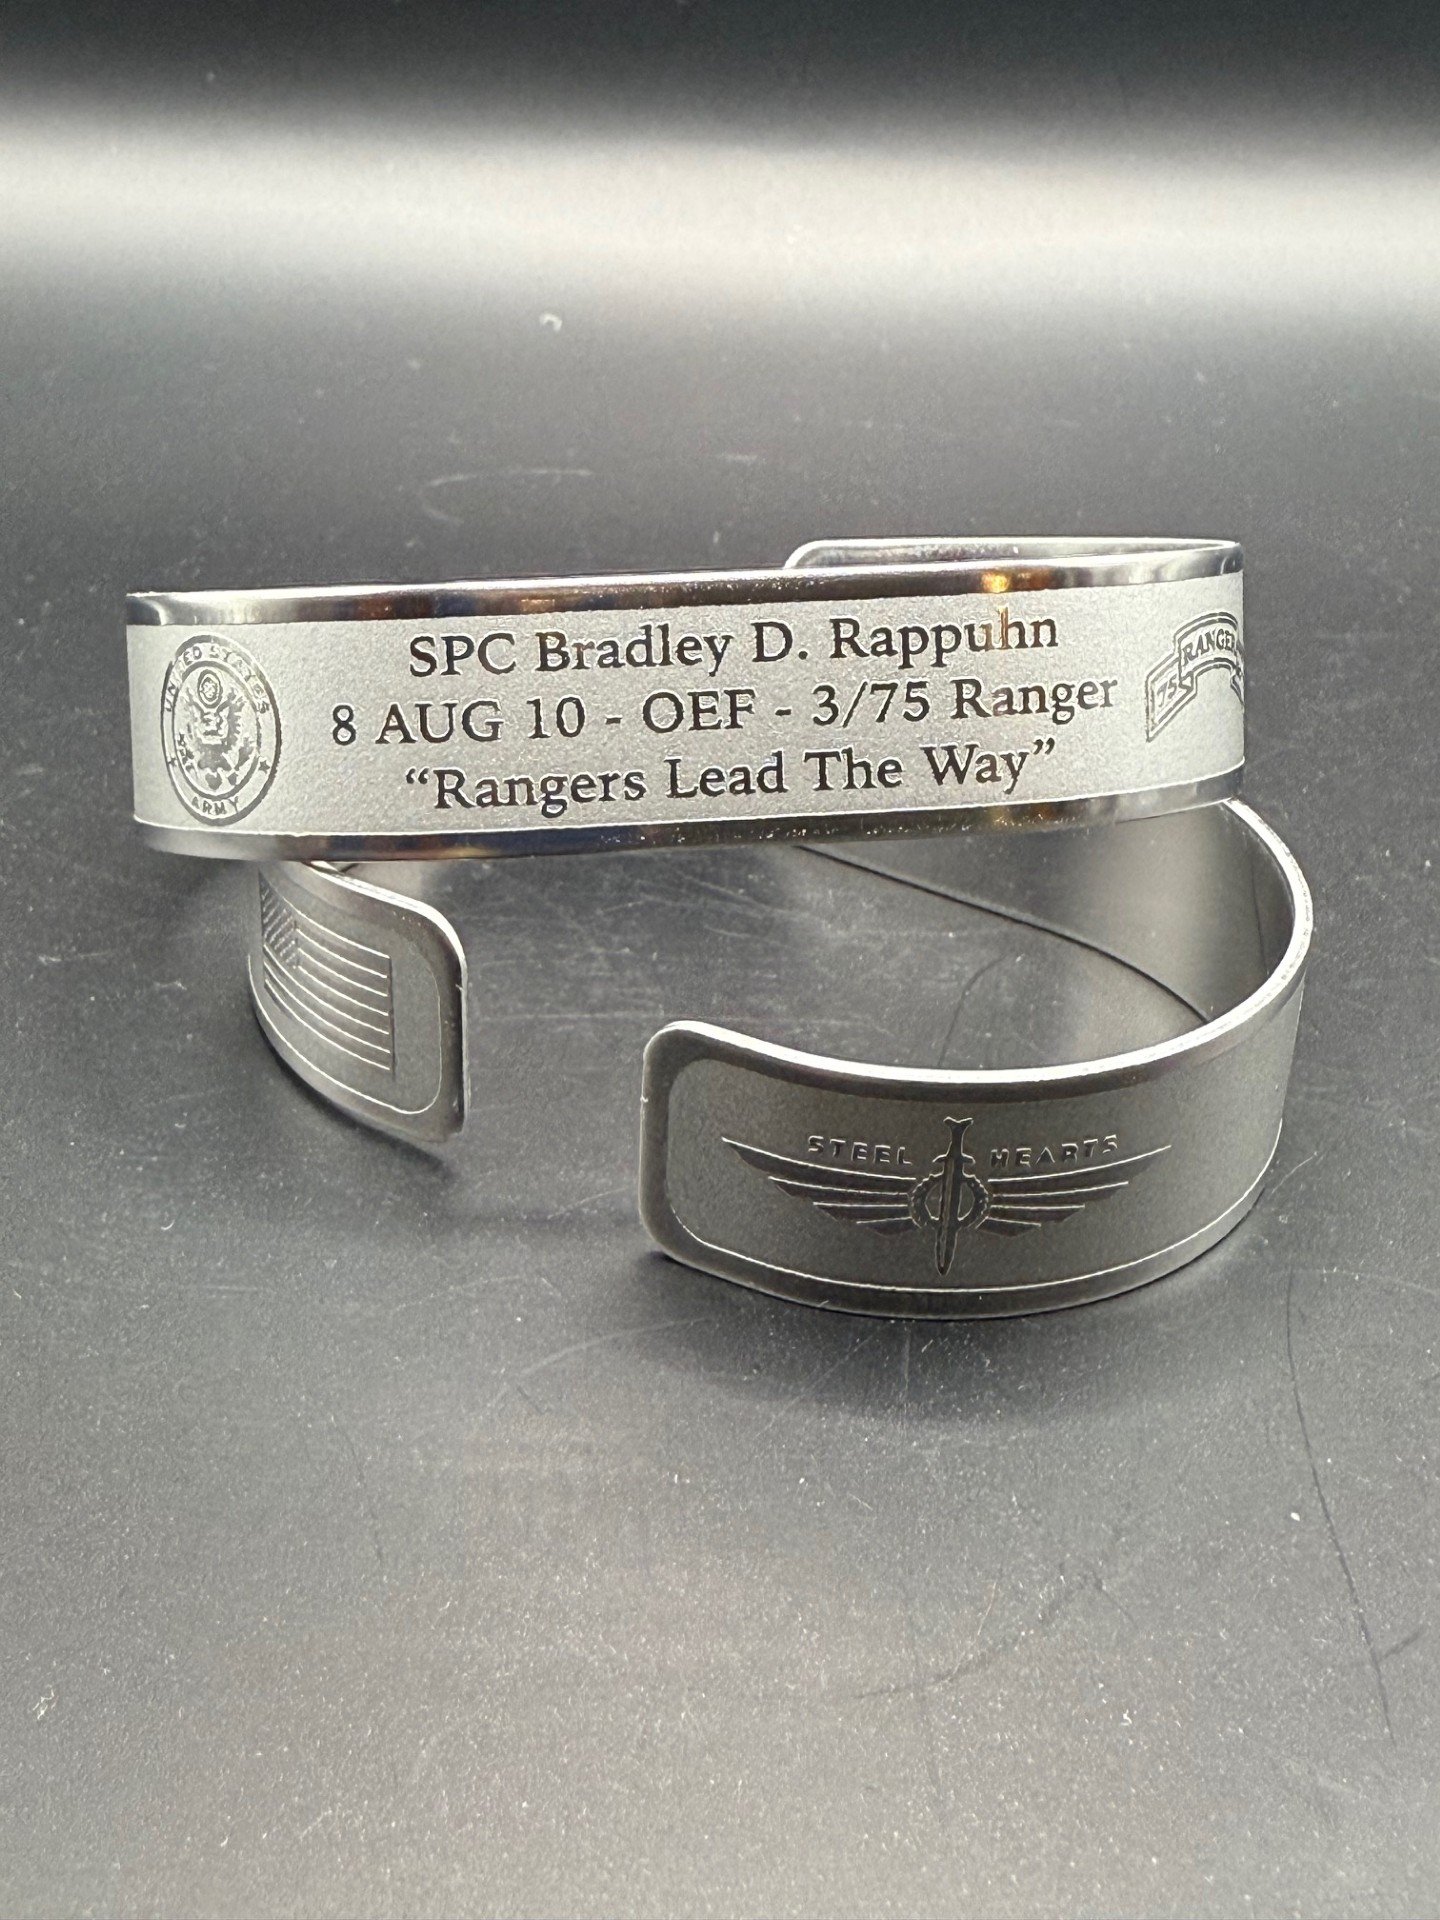 SPC Bradley D. Rappuhn
8 AUG 10 - OEF - 3/75 Ranger
“Rangers Lead The Way”
UNITED STATES
ARMY
75
RANGER
STEEL HEARTS